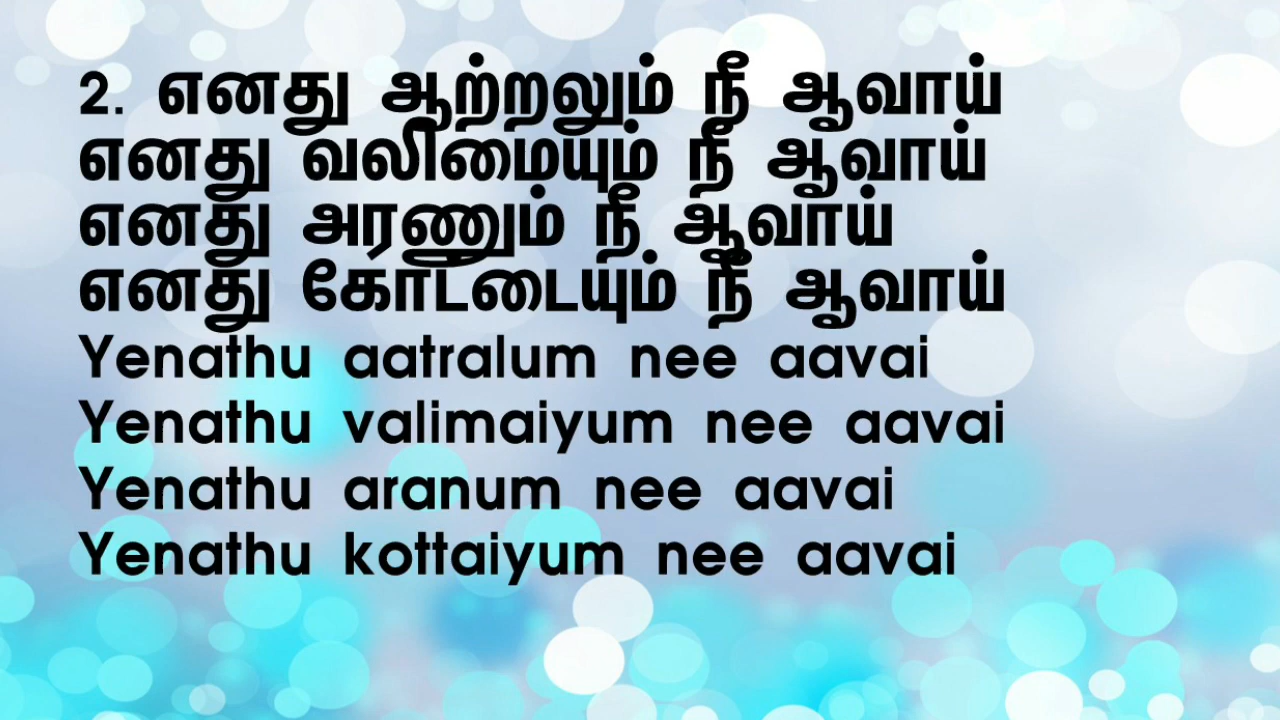 2. எனது ஆற்றலும் நீ ஆவாய்
எனது வலிமையும் நீ ஆவாய்
எனது அரணும் நீ ஆவாய்
எனது கோட்டையும் நீ ஆவாய்
Yenathu aatralum nee aavai
Yenathu valimaiyum nee aavai
Yenathu aranum nee aavai
Yenathu kottaiyum nee aavai